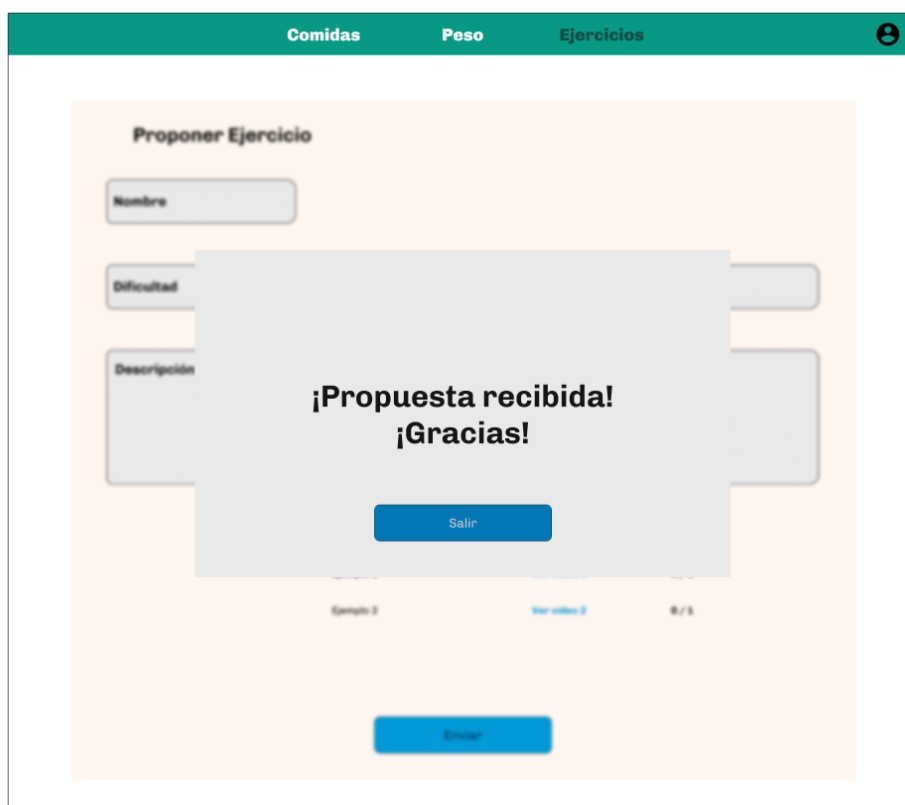 Comidas Peso Ejercicios
Proponer Ejercicio
Nombre
Dificultad
Descripción
¡Propuesta recibida!
¡Gracias!
Salir
Ejemplo 2 Ver video 2 0 / 1
Enviar